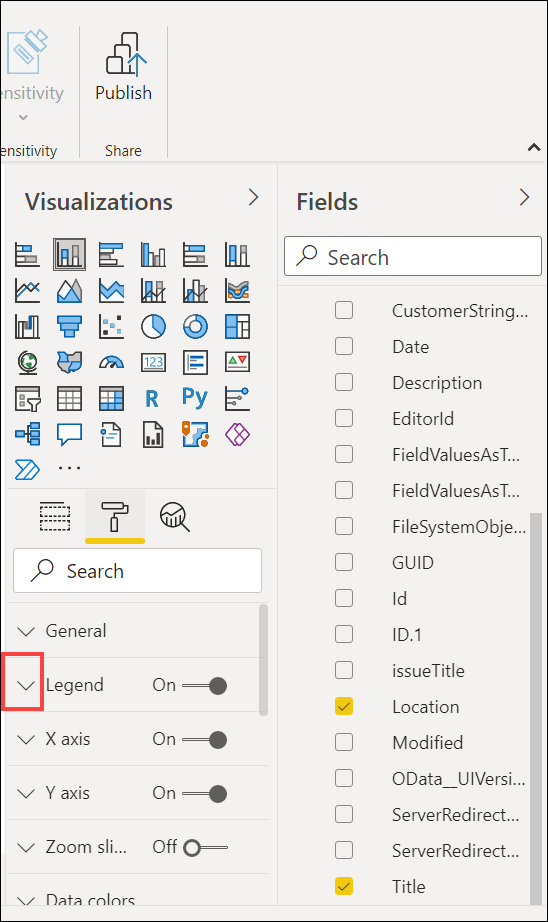 ensitivity
Publish
ensitivity
Share
Visualizations
Fields
Search
123
R
Py
Search
General
Legend On
X axis On
Y axis On
Zoom sli... Off
Data colors
CustomerString...
Date
Description
EditorId
FieldValuesAsT...
FieldValuesAsT...
FileSystemObje...
GUID
Id
ID.1
issueTitle
Location
Modified
OData__UIVersi...
ServerRedirect...
ServerRedirect...
Title